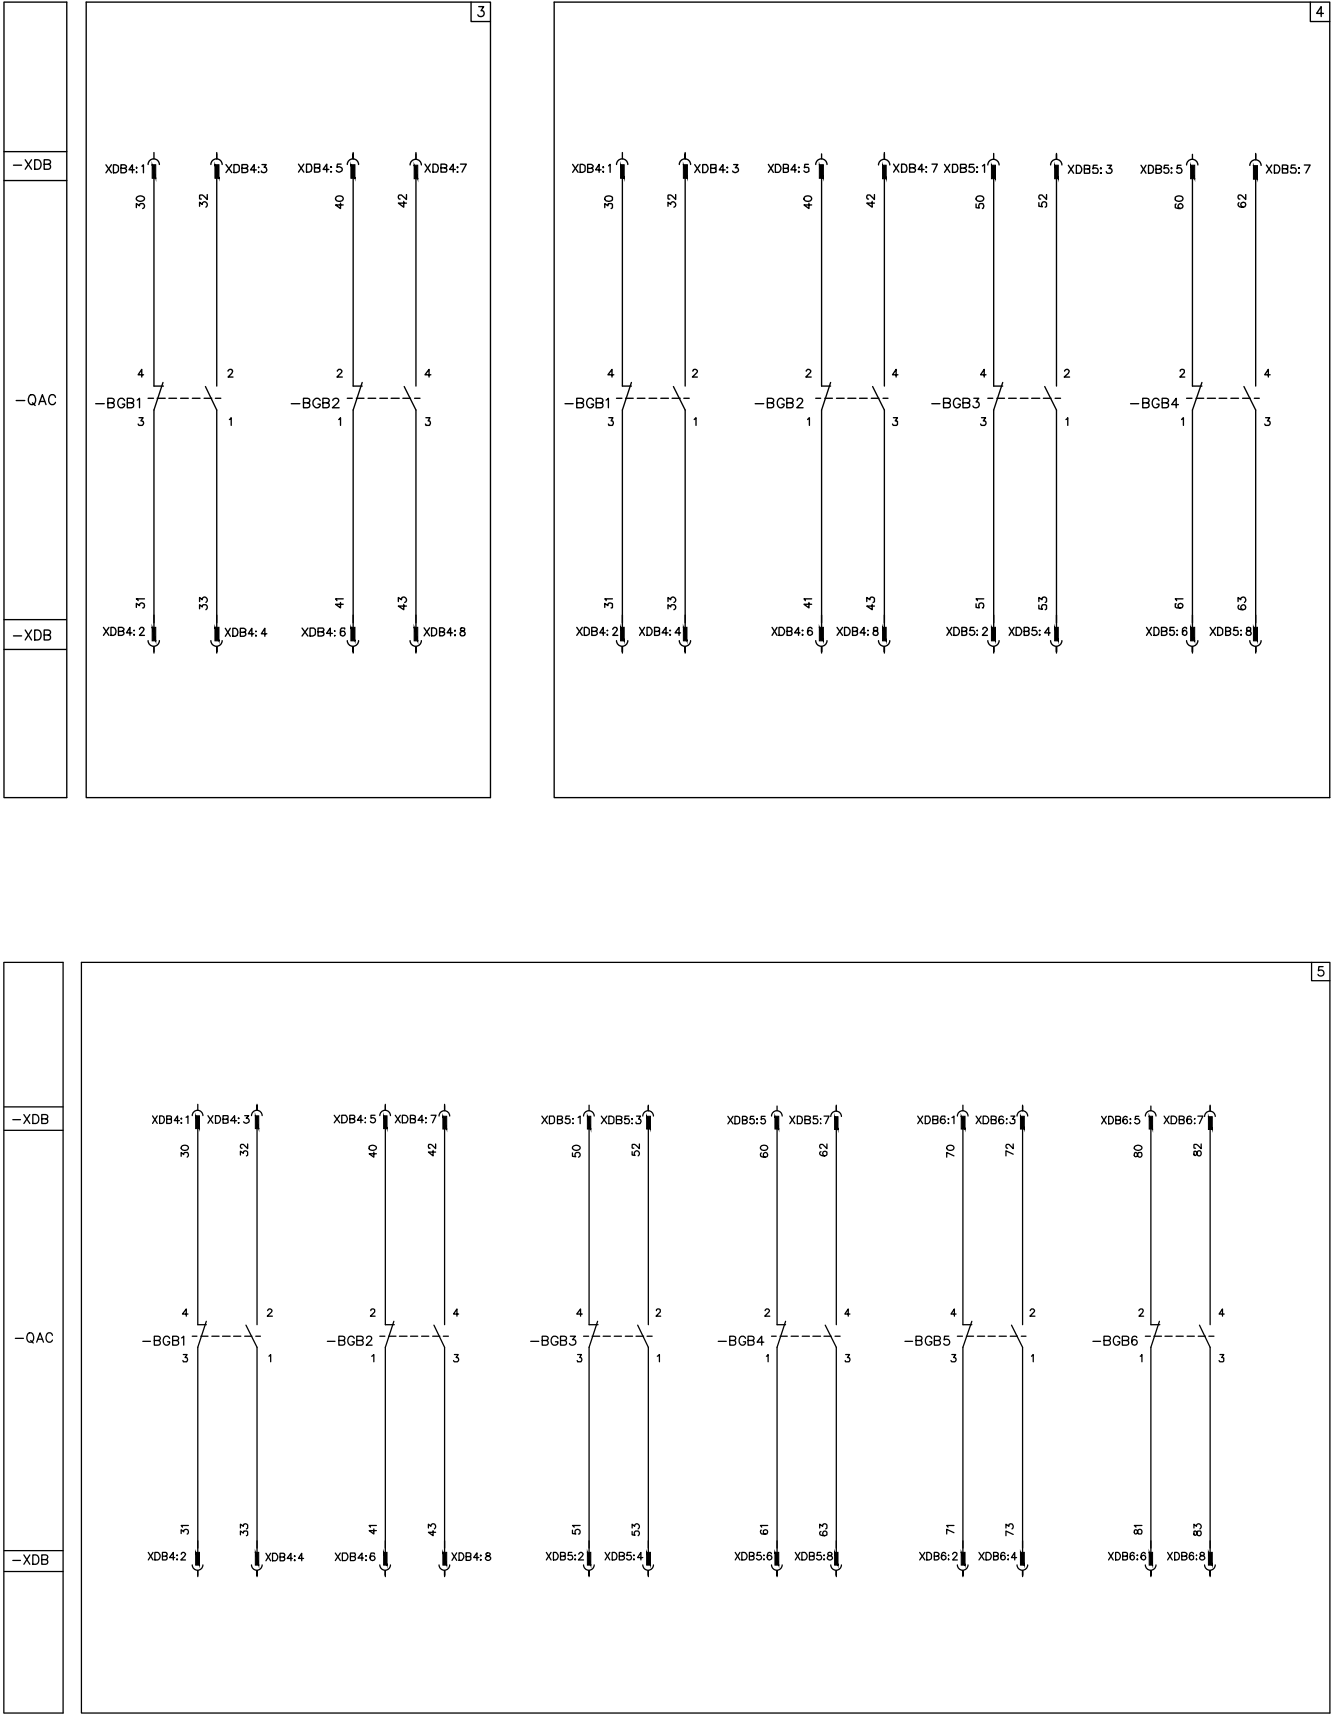 3
4
-XDB
XDB4:1 XDB4:3 XDB4:5 XDB4:7
XDB4:1 XDB4:3 XDB4:5 XDB4:7 XDB5:1 XDB5:3 XDB5:5 XDB5:7
30 32 40 42
30 32 40 42 50 52 60 62
4 2 2 4
4 2 2 4 4 2 2 4
-QAC
-BGB1 -BGB2
-BGB1 -BGB2 -BGB3 -BGB4
3 1 1 3
3 1 1 3 3 1 1 3
31 33 41 43
31 33 41 43 51 53 61 63
-XDB
XDB4:2 XDB4:4 XDB4:6 XDB4:8
XDB4:2 XDB4:4 XDB4:6 XDB4:8 XDB5:2 XDB5:4 XDB5:6 XDB5:8
5
-XDB
XDB4:1 XDB4:3 XDB4:5 XDB4:7 XDB5:1 XDB5:3 XDB5:5 XDB5:7 XDB6:1 XDB6:3 XDB6:5 XDB6:7
30 32 40 42 50 52 60 62 70 72 80 82
4 2 2 4 4 2 2 4 4 2 2 4
-QAC
-BGB1 -BGB2 -BGB3 -BGB4 -BGB5 -BGB6
3 1 1 3 3 1 1 3 3 1 1 3
31 33 41 43 51 53 61 63 71 73 81 83
-XDB
XDB4:2 XDB4:4 XDB4:6 XDB4:8 XDB5:2 XDB5:4 XDB5:6 XDB5:8 XDB6:2 XDB6:4 XDB6:6 XDB6:8